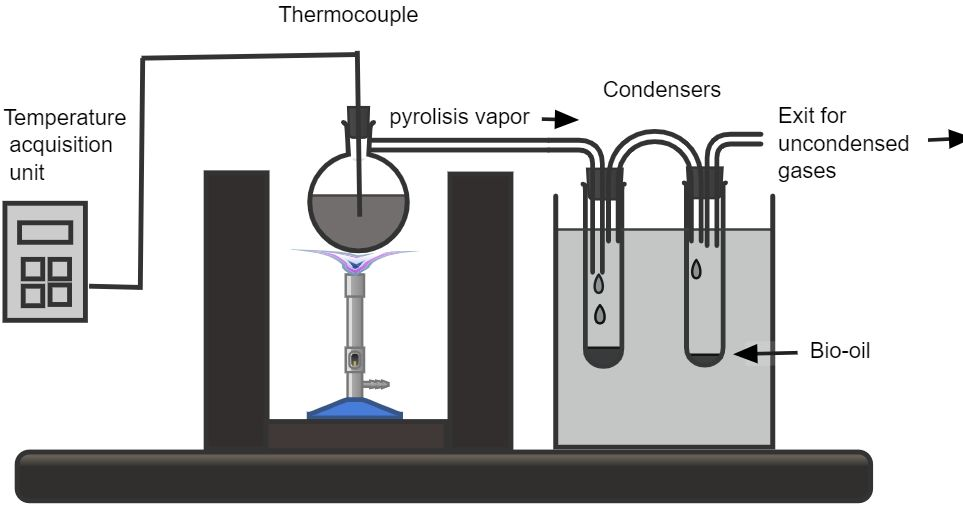 Thermocouple
pyrolisis vapor
Condensers
Temperature
acquisition
unit
Exit for
uncondensed
gases
Bio-oil